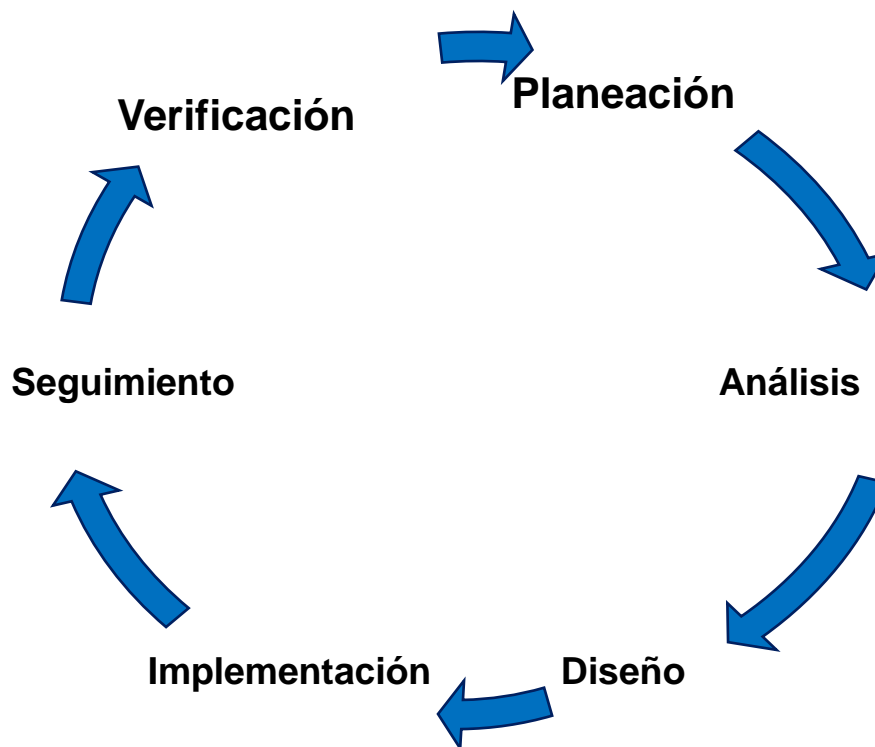 Planeación
Verificación
Seguimiento
Análisis
Implementación
Diseño